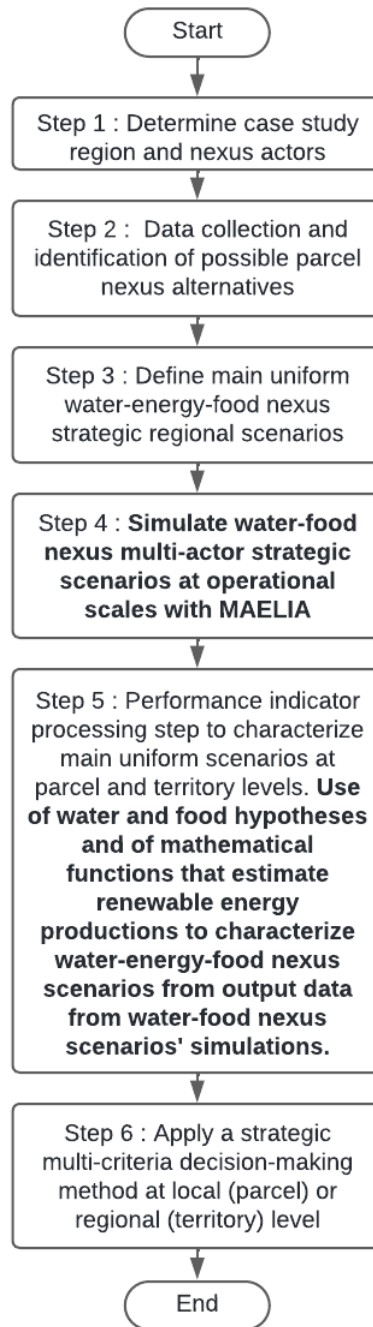 Start
Step 1 : Determine case study
region and nexus actors
Step 2 : Data collection and
identification of possible parcel
nexus alternatives
Step 3 : Define main uniform
water-energy-food nexus
strategic regional scenarios
Step 4 : Simulate water-food
nexus multi-actor strategic
scenarios at operational
scales with MAELIA
Step 5 : Performance indicator
processing step to characterize
main uniform scenarios at
parcel and territory levels. Use
of water and food hypotheses
and of mathematical
functions that estimate
renewable energy
productions to characterize
water-energy-food nexus
scenarios from output data
from water-food nexus
scenarios' simulations.
Step 6 : Apply a strategic
multi-criteria decision-making
method at local (parcel) or
regional (territory) level
End